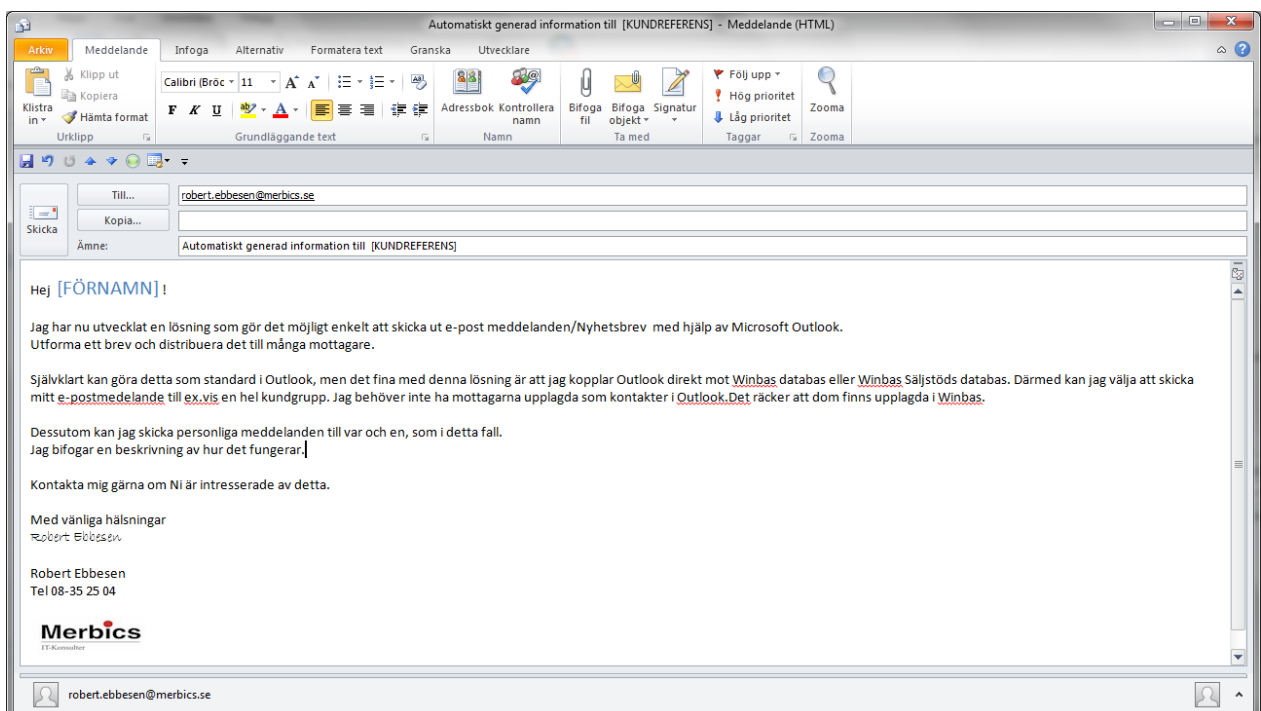 Automatiskt generad information till [KUNDREFERENS] - Meddelande (HTML)
Arkiv Meddelande Infoga Alternativ Formatera text Granska Utvecklare
Klistra in
Klipp ut
Kopiera
Hämta format
Urklipp
Calibri (Bröc 11
F K U
Grundläggande text
Adressbok Kontrollera namn
Namn
Bifoga fil Bifoga objekt Signatur
Ta med
Följ upp
Hög prioritet
Låg prioritet
Taggar
Zooma
Zooma
Skicka
Till... robert.ebbesen@merbics.se
Kopia...
Ämne: Automatiskt generad information till [KUNDREFERENS]
Hej [FÖRNAMN] !
Jag har nu utvecklat en lösning som gör det möjligt enkelt att skicka ut e-post meddelanden/Nyhetsbrev med hjälp av Microsoft Outlook.
Utforma ett brev och distribuera det till många mottagare.
Självklart kan göra detta som standard i Outlook, men det fina med denna lösning är att jag kopplar Outlook direkt mot Winbas databas eller Winbas Säljstöds databas. Därmed kan jag välja att skicka
mitt e-postmedelande till ex.vis en hel kundgrupp. Jag behöver inte ha mottagarna upplagda som kontakter i Outlook.Det räcker att dom finns upplagda i Winbas.
Dessutom kan jag skicka personliga meddelanden till var och en, som i detta fall.
Jag bifogar en beskrivning av hur det fungerar.
Kontakta mig gärna om Ni är intresserade av detta.
Med vänliga hälsningar
Robert Ebbesen
Robert Ebbesen
Tel 08-35 25 04
Merbics
IT-Konsulter
robert.ebbesen@merbics.se